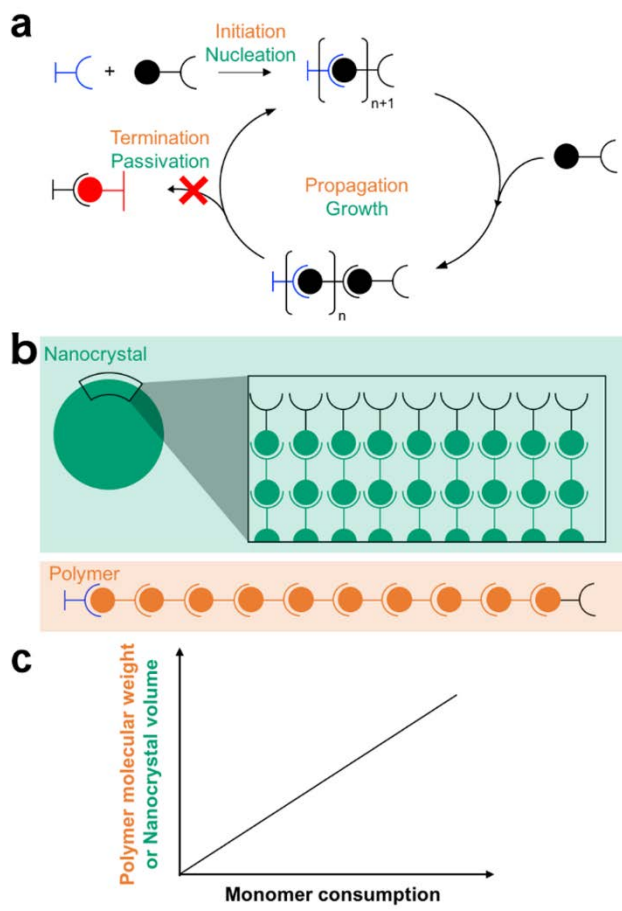 a
Initiation
Nucleation
+
n+1
Termination
Passivation
Propagation
Growth
n
b
Nanocrystal
Polymer
c
Polymer molecular weight
or Nanocrystal volume
Monomer consumption